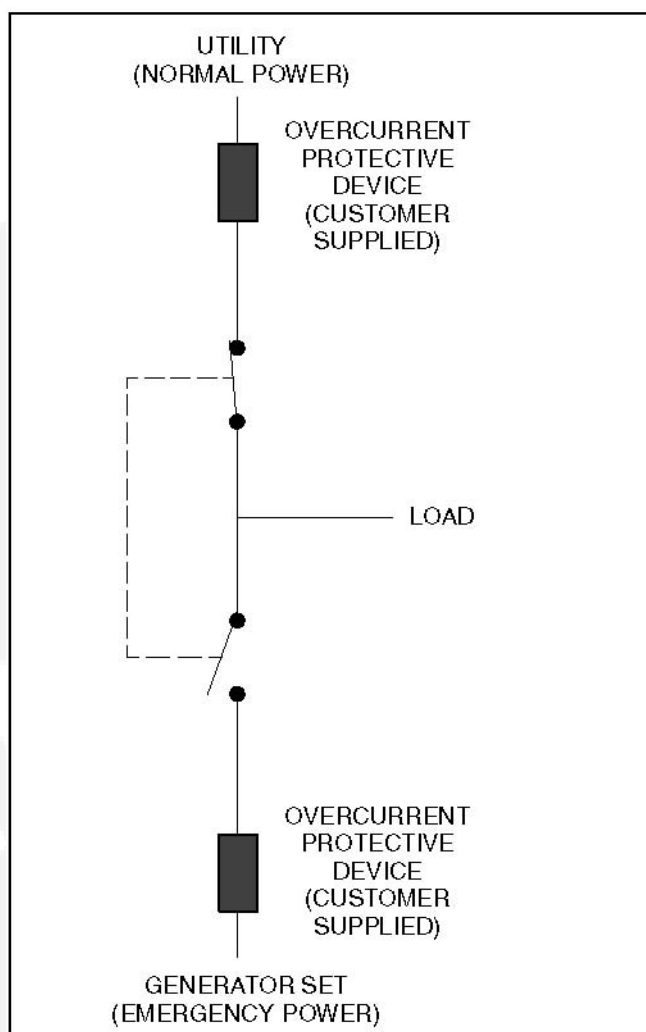 UTILITY
(NORMAL POWER)
OVERCURRENT
PROTECTIVE
DEVICE
(CUSTOMER
SUPPLIED)
LOAD
OVERCURRENT
PROTECTIVE
DEVICE
(CUSTOMER
SUPPLIED)
GENERATOR SET
(EMERGENCY POWER)